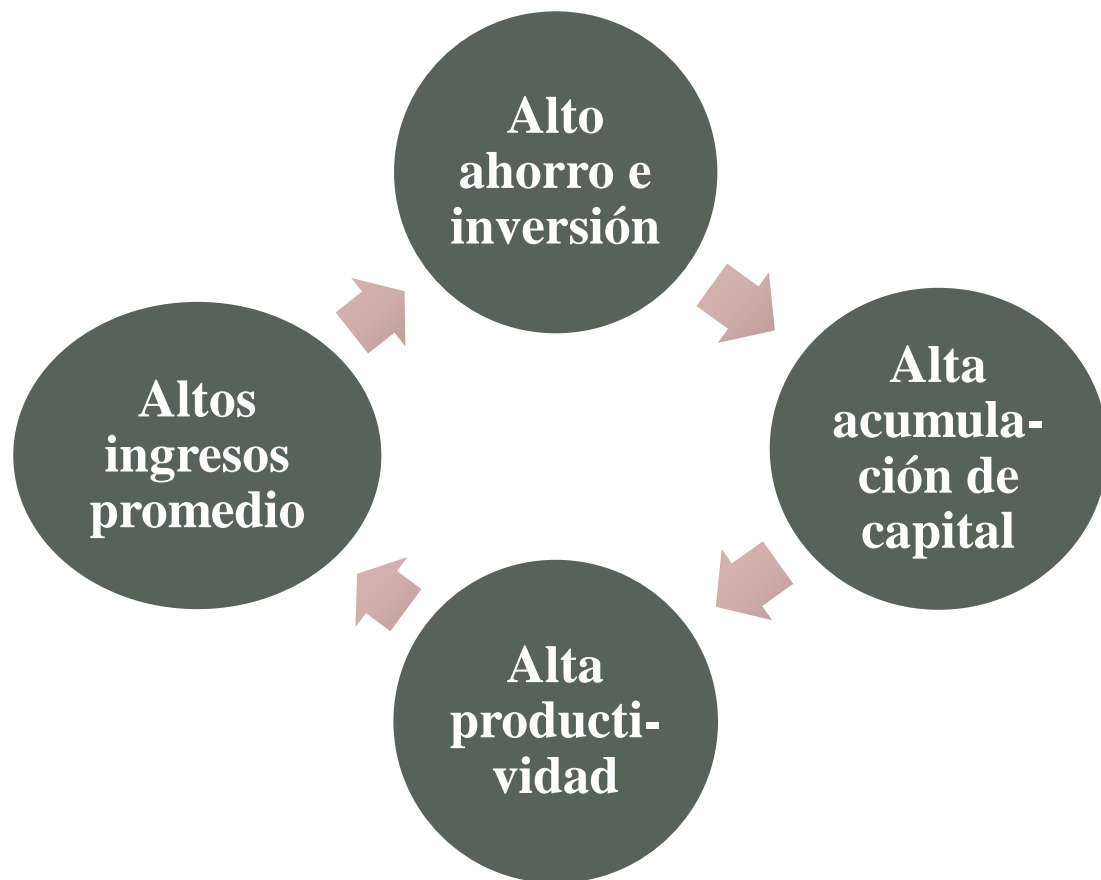 Alto
ahorro e
inversión
Alta
acumula-
ción de
capital
Alta
producti-
vidad
Altos
ingresos
promedio